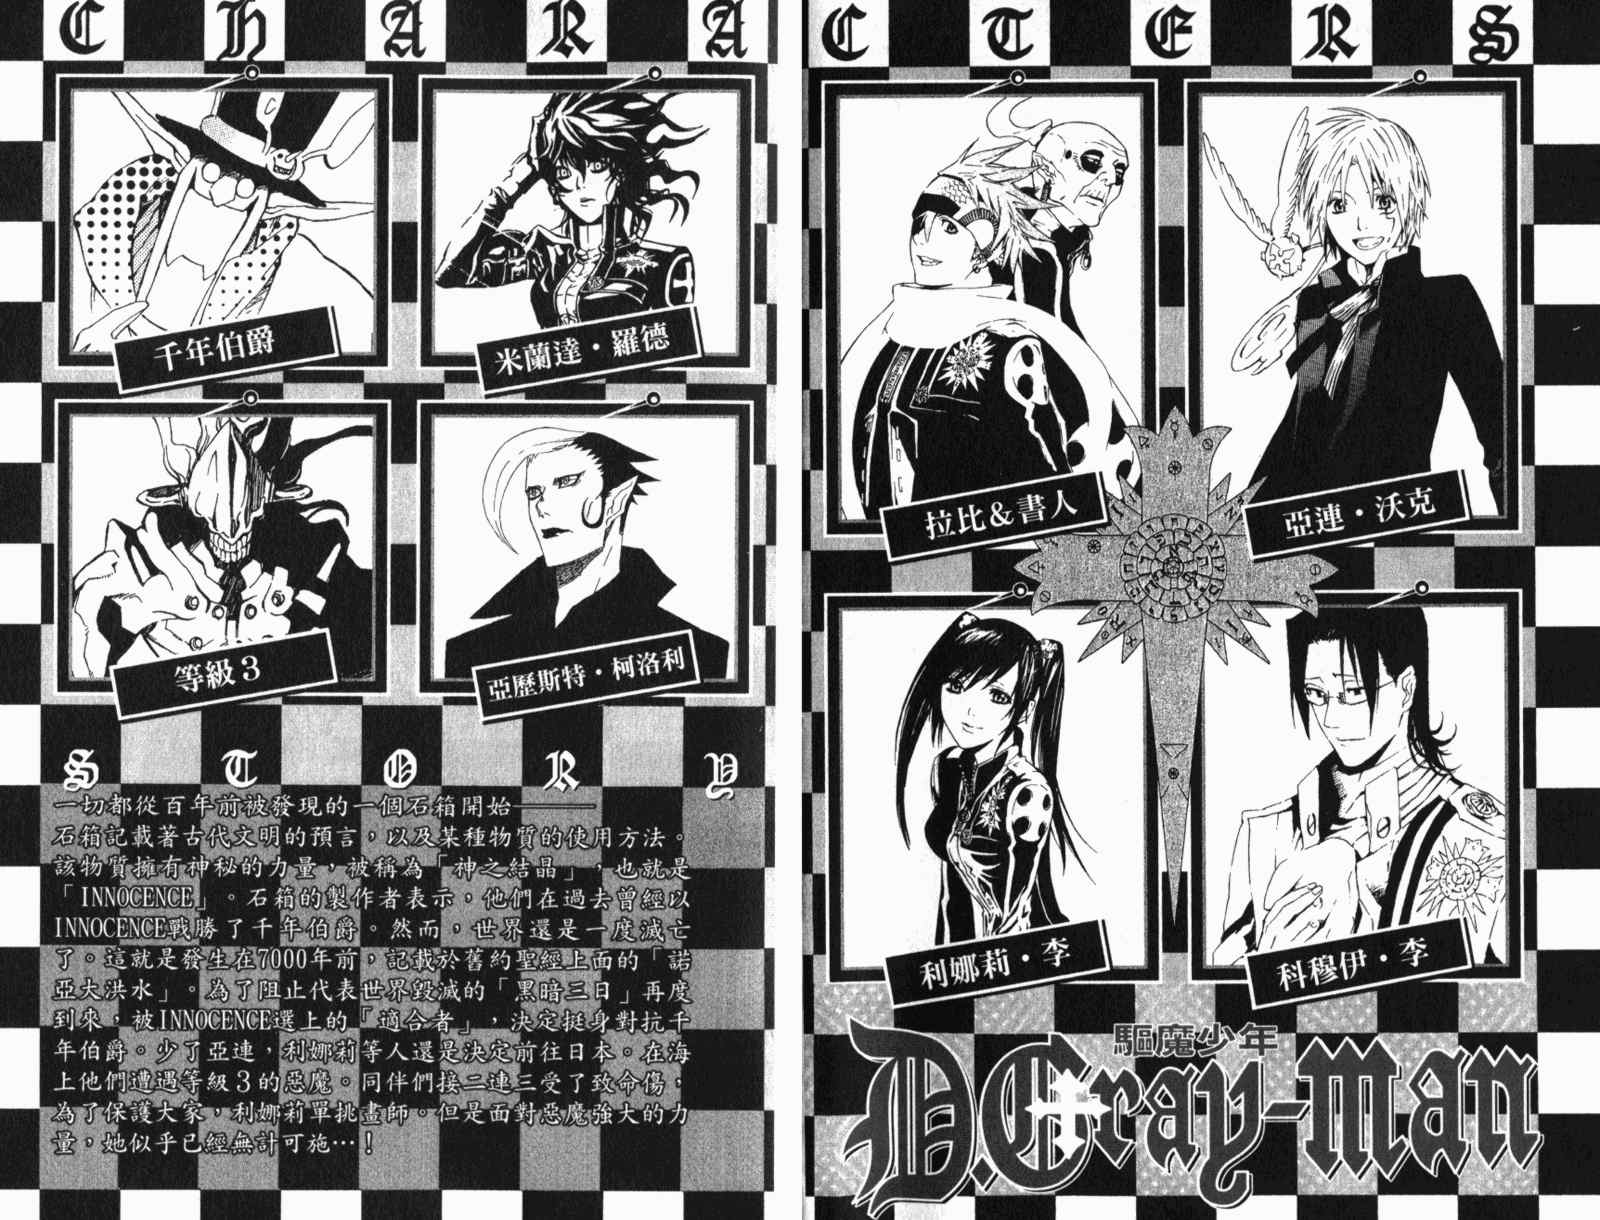 CHARA
CTERS
千年伯爵
米蘭達・羅德
拉比&書人
亞連・沃克
等級3
亞歷斯特・柯洛利
利娜莉・李
科穆伊・李
STORY
一切都從百年前被發現的一個石箱開始────
石箱記載著古代文明的預言，以及某種物質的使用方法。
該物質擁有神秘的力量，被稱為「神之結晶」，也就是
「INNOCENCE」。石箱的製作者表示，他們在過去曾經以
INNOCENCE戰勝了千年伯爵。然而，世界還是一度滅亡
了。這就是發生在7000年前，記載於舊約聖經上面的「諾
亞大洪水」。為了阻止代表世界毀滅的「黑暗三日」再度
到來，被INNOCENCE選上的「適合者」，決定挺身對抗千
年伯爵。少了亞連，利娜莉等人還是決定前往日本。在海
上他們遭遇等級3的惡魔。同伴們接二連三受了致命傷，
為了保護大家，利娜莉單挑畫師。但是面對惡魔強大的力
量，她似乎已經無計可施…！
驅魔少年
D.Gray-man